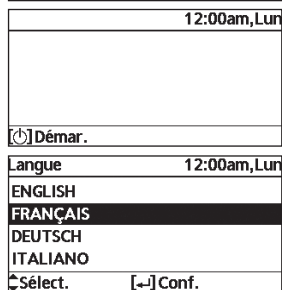 12:00am,Lun
[⏻]Démar.
Langue 12:00am,Lun
ENGLISH
FRANÇAIS
DEUTSCH
ITALIANO
Sélect. [↵]Conf.